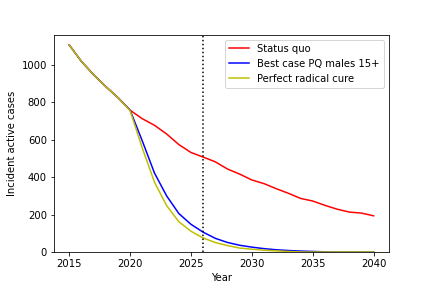 Status quo
Best case PQ males 15+
Perfect radical cure
Incident active cases
1000
800
600
400
200
0
2015 2020 2025 2030 2035 2040
Year